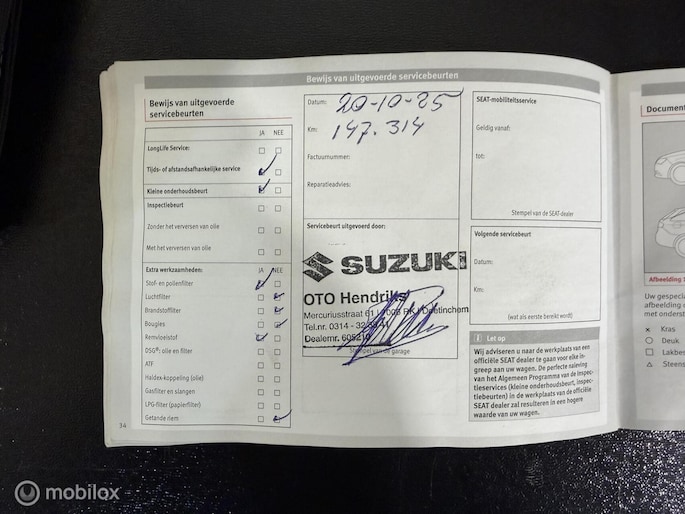 Bewijs van uitgevoerde servicebeurten
Bewijs van uitgevoerde
servicebeurten
JA NEE
LongLife Service:
Tijds- of afstandsafhankelijke service
Kleine onderhoudsbeurt
Inspectiebeurt
Zonder het verversen van olie
Met het verversen van olie
Extra werkzaamheden: JA NEE
Stof- en pollenfilter
Luchtfilter
Brandstoffilter
Bougies
Remvloeistof
DSG®: olie en filter
ATF
Haldex-koppeling (olie)
Gasfilter en slangen
LPG-filter (papierfilter)
Getande riem
34
Datum: 20-10-25
Km: 147.314
Factuurnummer:
Reparatieadvies:
Servicebeurt uitgevoerd door:
SUZUKI
OTO Hendriks
Mercuriusstraat 61
Doetinchem
Tel.nr. 0314 - 32
Dealernr.
Stempel van de garage
SEAT-mobiliteitsservice
Geldig vanaf:
tot:
Stempel van de SEAT-dealer
Volgende servicebeurt
Datum:
Km:
(wat als eerste bereikt wordt)
i Let op
Wij adviseren u naar de werkplaats van een
officiële SEAT dealer te gaan voor elke in-
greep aan uw wagen. De perfecte naleving
van het Algemeen Programma van de Inspec-
tieservices (kleine onderhoudsbeurt, inspec-
tiebeurten) in de werkplaats van de officiële
SEAT dealer zal resulteren in een hogere
waarde van uw wagen.
Document
Afbeelding
Uw gespecia
afbeelding o
met onderst
x Kras
○ Deuk
□ Lakbes
△ Steens
mobilox